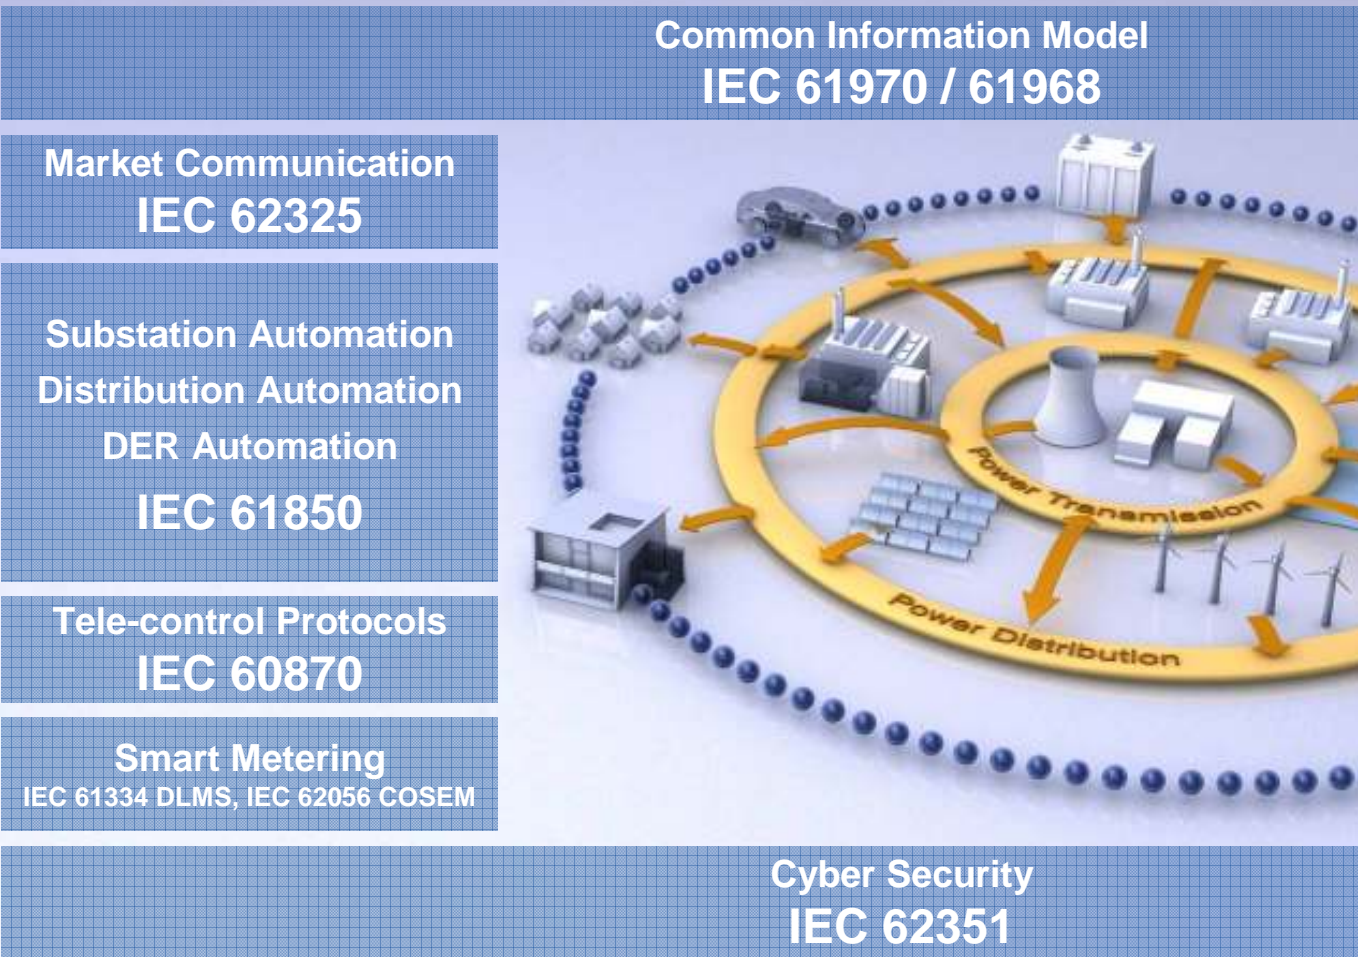 Common Information Model
IEC 61970 / 61968
Market Communication
IEC 62325
Substation Automation
Distribution Automation
DER Automation
IEC 61850
Tele-control Protocols
IEC 60870
Smart Metering
IEC 61334 DLMS, IEC 62056 COSEM
Power Transmission
Power Distribution
Cyber Security
IEC 62351